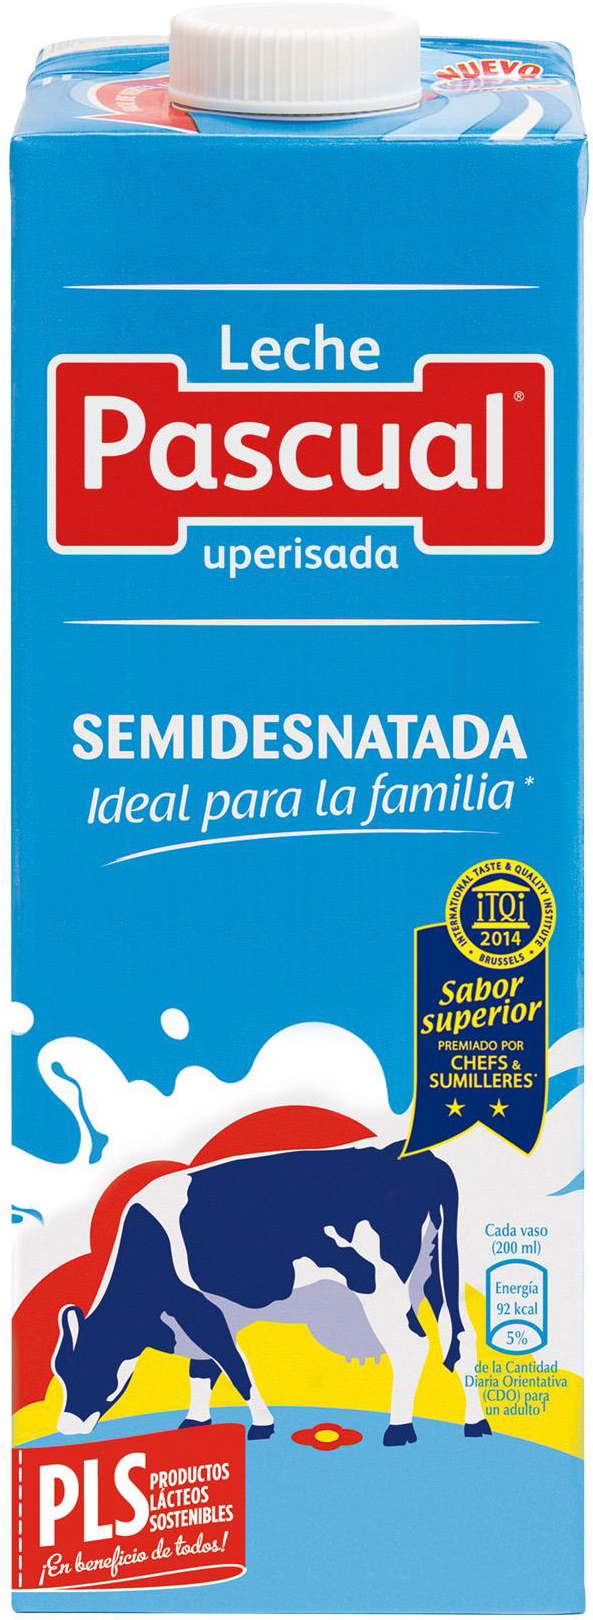 NUEVO
Leche
Pascual®
uperisada
SEMIDESNATADA
Ideal para la familia*
INTERNATIONAL TASTE & QUALITY INSTITUTE
iTQi
2014
• BRUSSELS •
Sabor
superior
PREMIADO POR
CHEFS &
SUMILLERES*
Cada vaso
(200 ml)
Energía
92 kcal
5%
de la Cantidad
Diaria Orientativa
(CDO) para
un adulto¹
PLS PRODUCTOS
LÁCTEOS
SOSTENIBLES
¡En beneficio de todos!